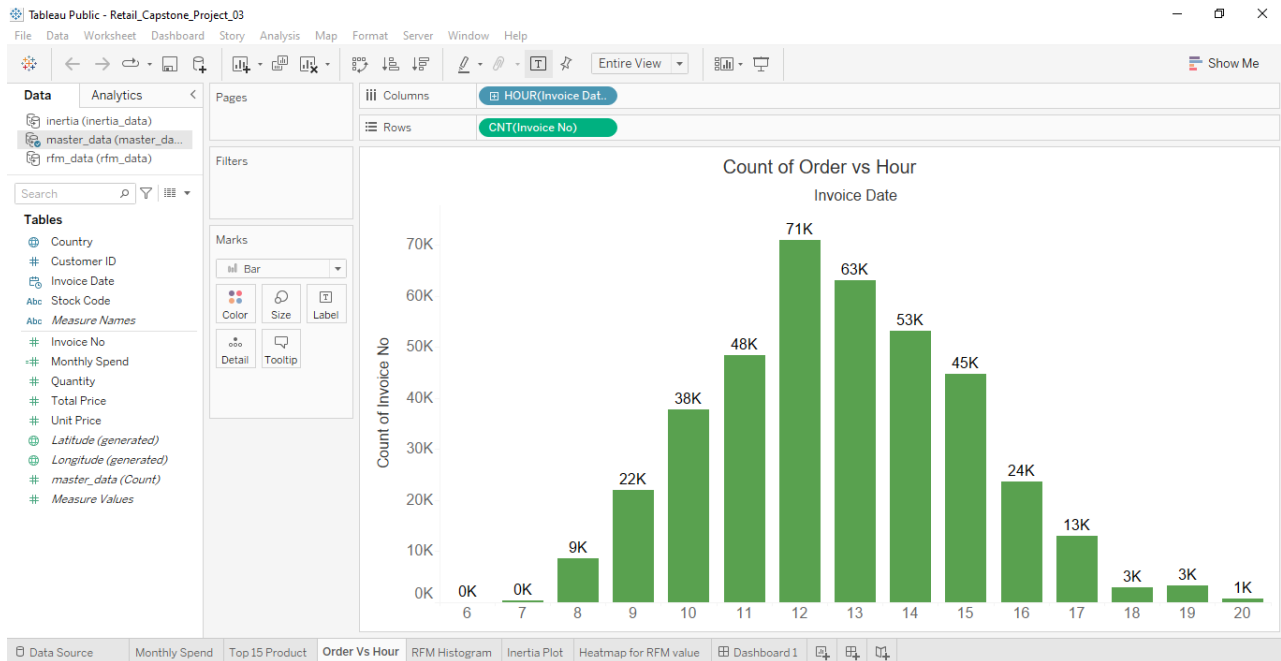 Tableau Public - Retail_Capstone_Project_03
File Data Worksheet Dashboard Story Analysis Map Format Server Window Help
Entire View
Show Me
Data Analytics
inertia (inertia_data)
master_data (master_da...
rfm_data (rfm_data)
Search
Tables
Country
# Customer ID
Invoice Date
Abc Stock Code
Abc Measure Names
# Invoice No
=# Monthly Spend
# Quantity
# Total Price
# Unit Price
Latitude (generated)
Longitude (generated)
# master_data (Count)
# Measure Values
Pages
Filters
Marks
Bar
Color Size Label
Detail Tooltip
Columns HOUR(Invoice Dat..
Rows CNT(Invoice No)
Count of Order vs Hour
Invoice Date
Count of Invoice No
70K
60K
50K
40K
30K
20K
10K
0K
0K 0K 9K 22K 38K 48K 71K 63K 53K 45K 24K 13K 3K 3K 1K
6 7 8 9 10 11 12 13 14 15 16 17 18 19 20
Data Source Monthly Spend Top 15 Product Order Vs Hour RFM Histogram Inertia Plot Heatmap for RFM value Dashboard 1